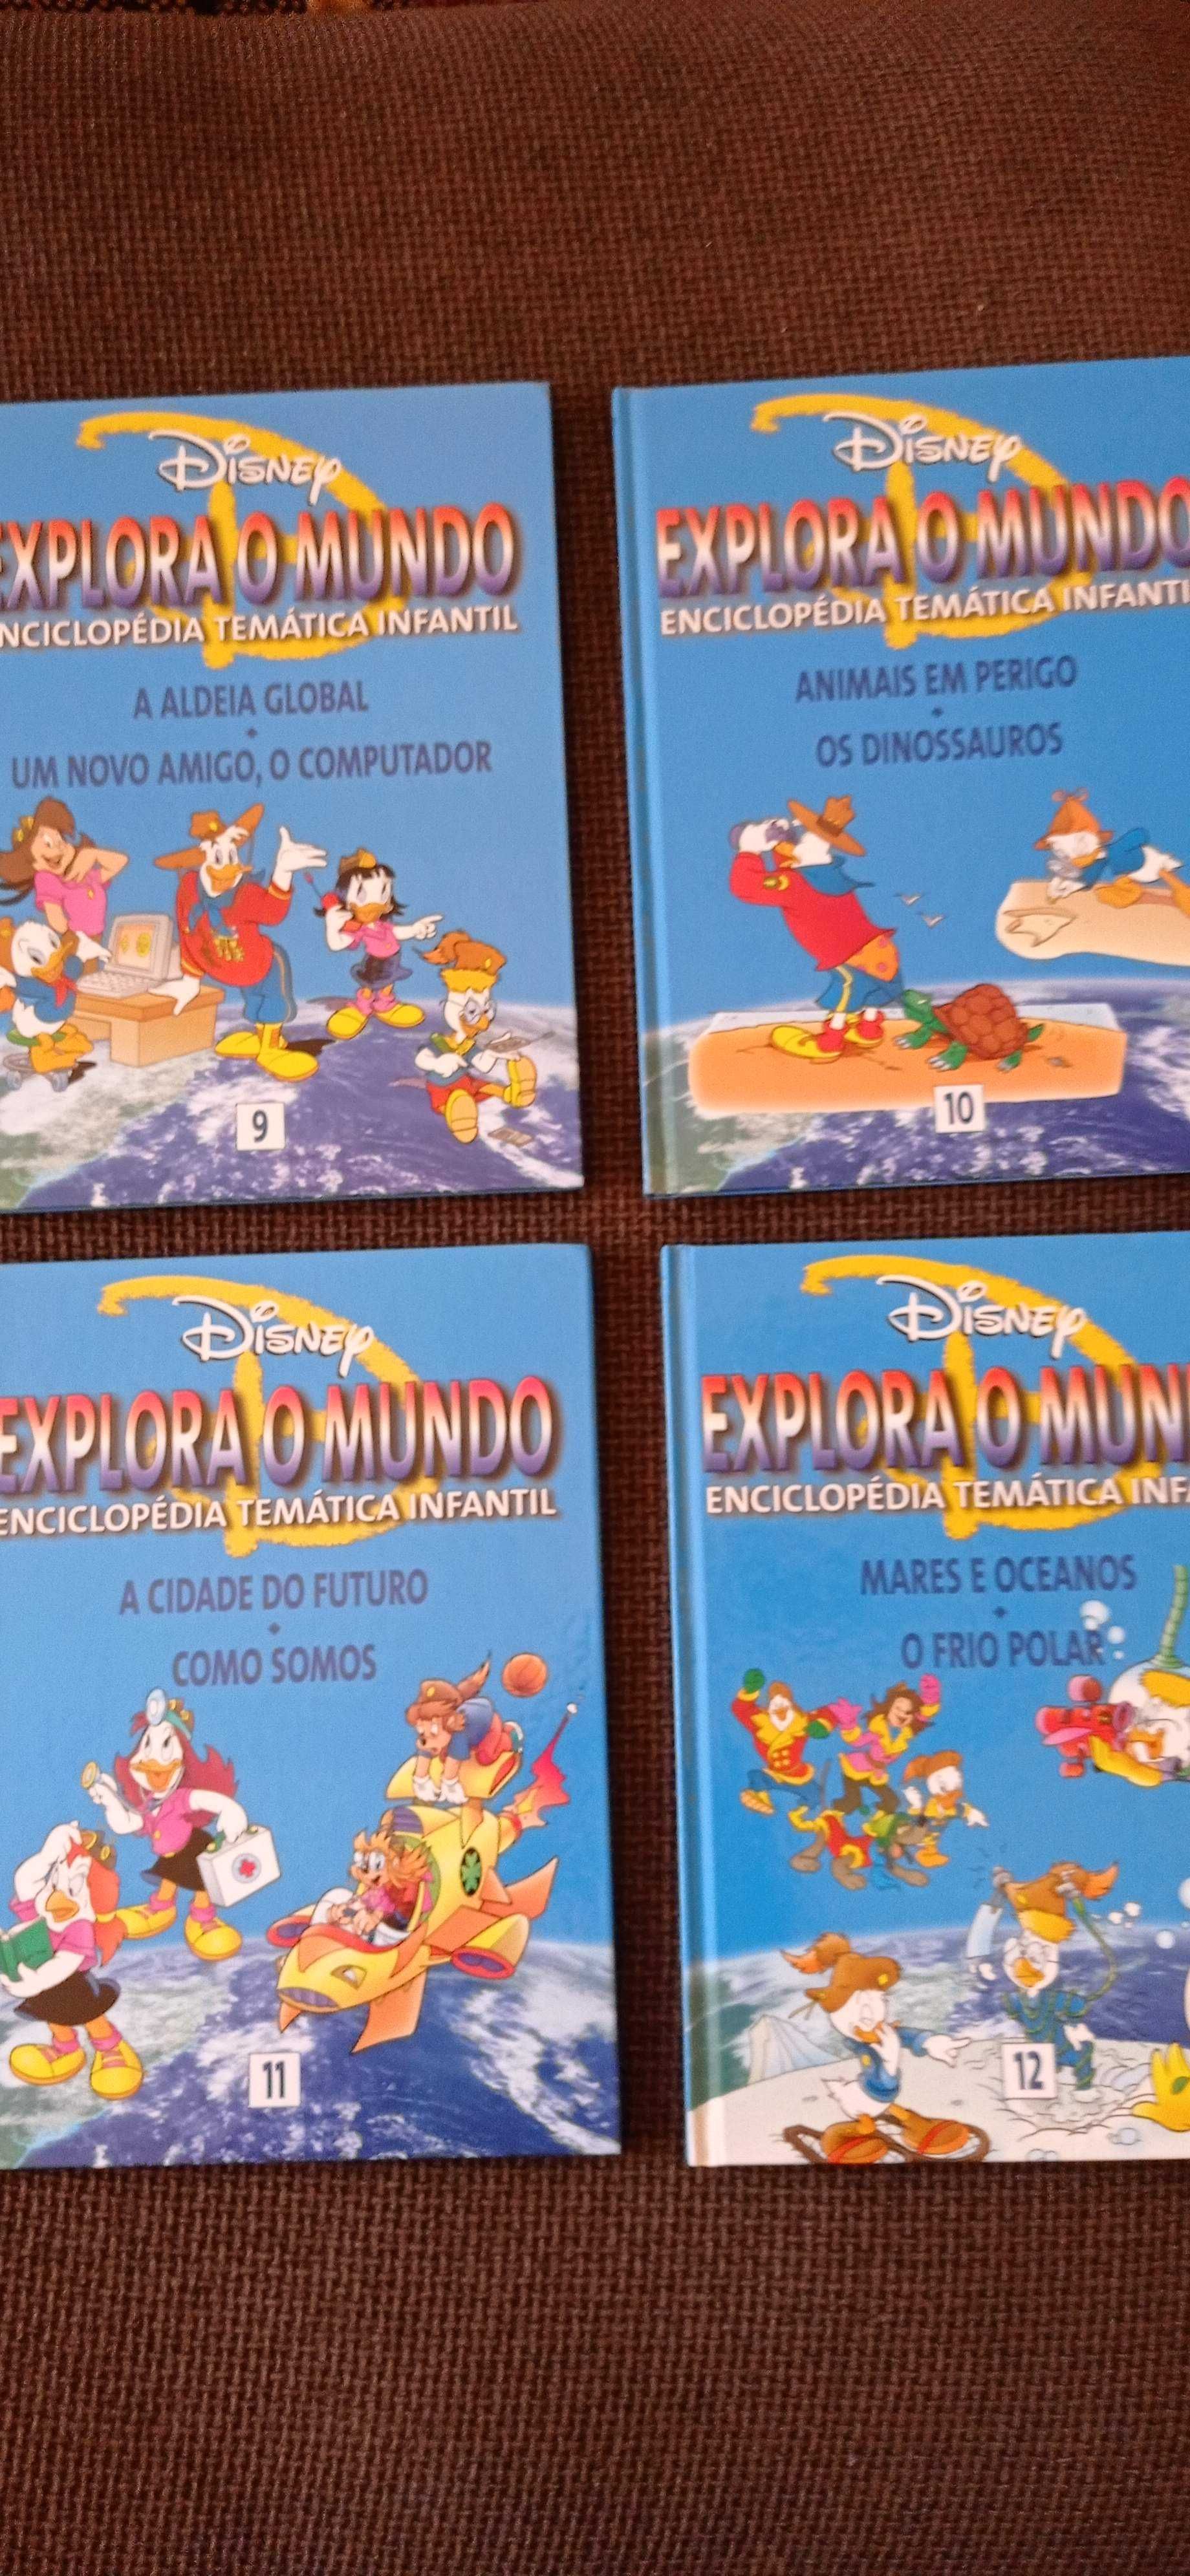 Disney
EXPLORA O MUNDO
ENCICLOPÉDIA TEMÁTICA INFANTIL
A ALDEIA GLOBAL
UM NOVO AMIGO, O COMPUTADOR
9
Disney
EXPLORA O MUNDO
ENCICLOPÉDIA TEMÁTICA INFANTI
ANIMAIS EM PERIGO
OS DINOSSAUROS
10
Disney
EXPLORA O MUNDO
ENCICLOPÉDIA TEMÁTICA INFANTIL
A CIDADE DO FUTURO
COMO SOMOS
11
Disney
EXPLORA O MUN
ENCICLOPÉDIA TEMÁTICA INFA
MARES E OCEANOS
O FRIO POLAR
12